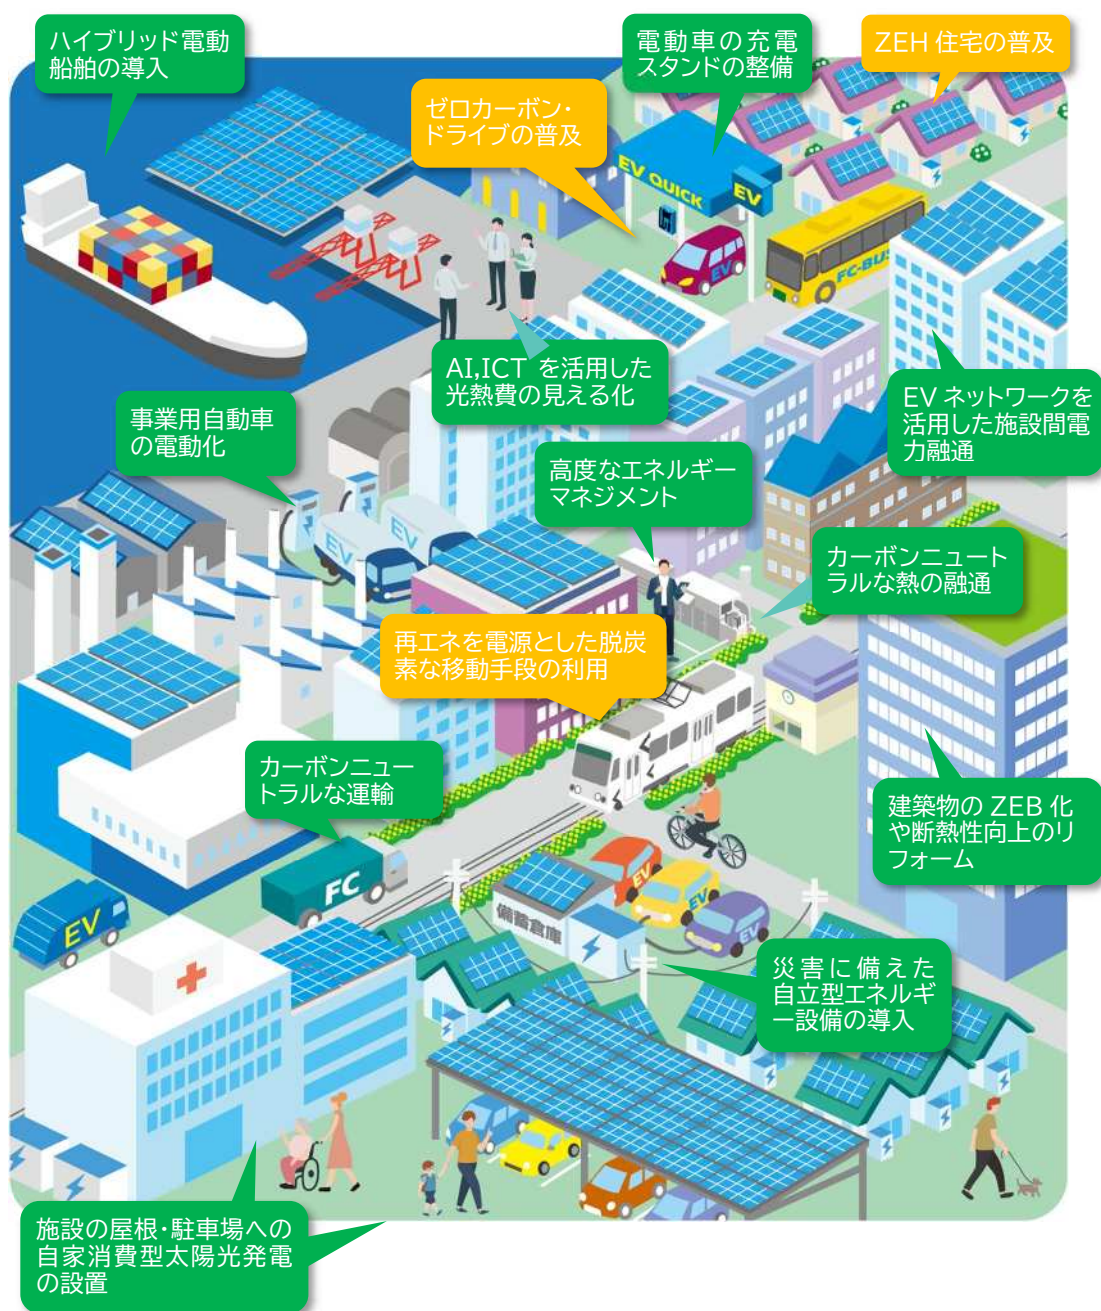 ハイブリッド電動
船舶の導入
電動車の充電
スタンドの整備
ZEH 住宅の普及
ゼロカーボン・
ドライブの普及
EV QUICK
EV
EV
FC-BUS
AI,ICT を活用した
光熱費の見える化
EV ネットワークを
活用した施設間電
力融通
事業用自動車
の電動化
高度なエネルギー
マネジメント
EV
EV
カーボンニュート
ラルな熱の融通
再エネを電源とした脱炭
素な移動手段の利用
カーボンニュー
トラルな運輸
建築物の ZEB 化
や断熱性向上のリ
フォーム
FC
EV
EV
EV
EV
備蓄倉庫
災害に備えた
自立型エネルギ
ー設備の導入
施設の屋根・駐車場への
自家消費型太陽光発電
の設置